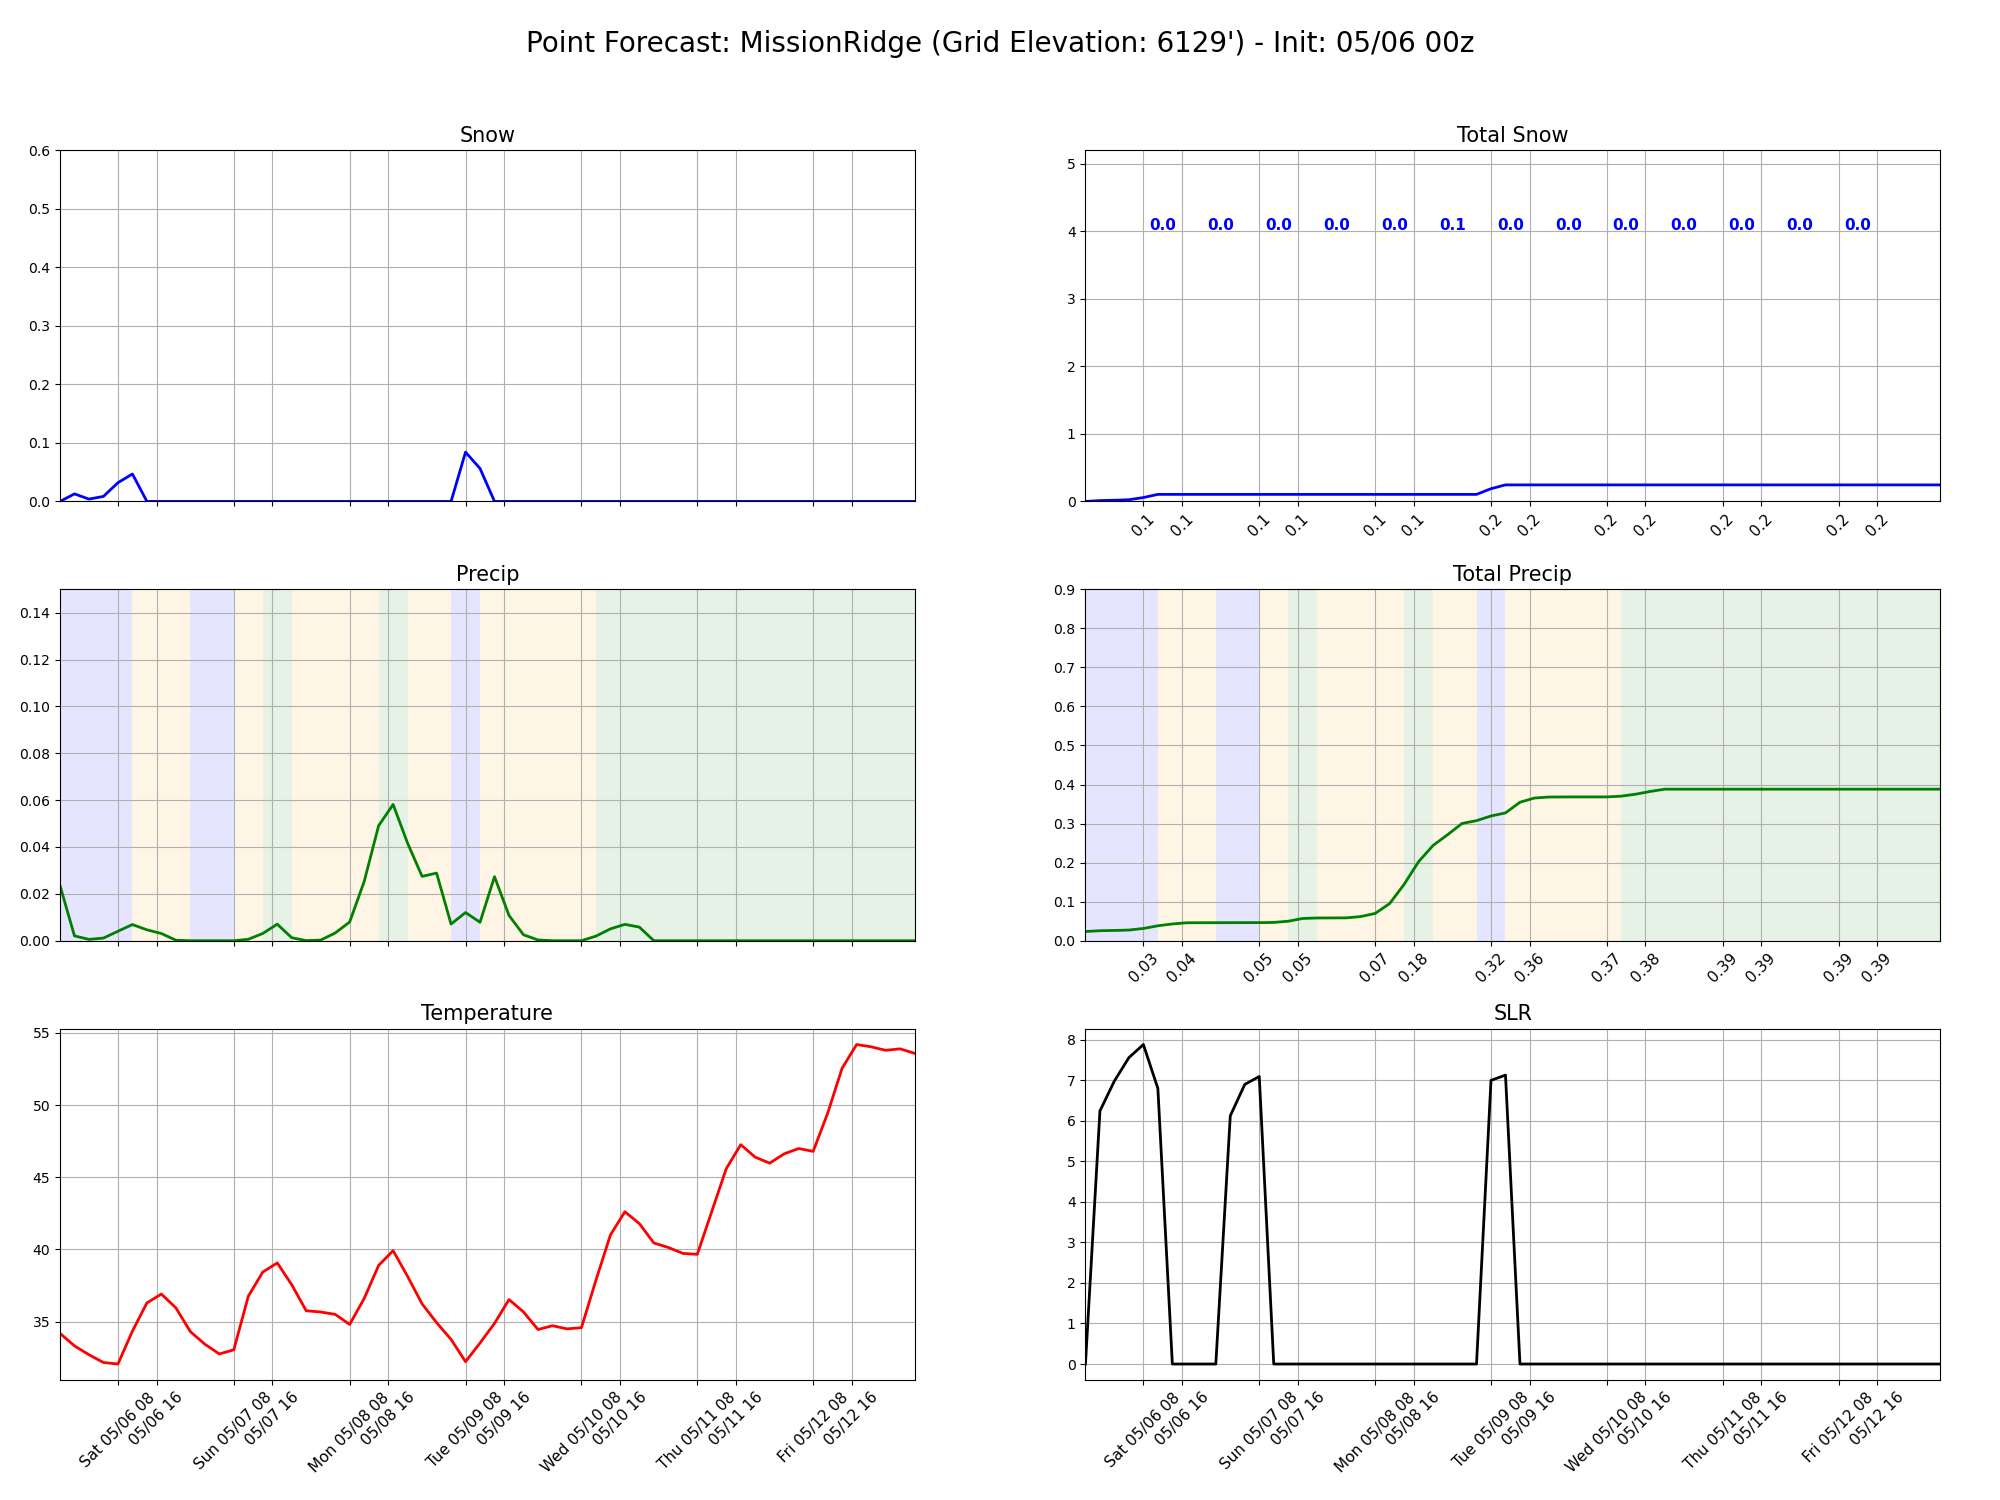 Point Forecast: MissionRidge (Grid Elevation: 6129') - Init: 05/06 00z
Snow
0.6
0.5
0.4
0.3
0.2
0.1
0.0
Total Snow
5
4
3
2
1
0
0.0 0.0 0.0 0.0 0.0 0.1 0.0 0.0 0.0 0.0 0.0 0.0 0.0
0.1 0.1 0.1 0.1 0.1 0.1 0.2 0.2 0.2 0.2 0.2 0.2 0.2 0.2
Precip
0.14
0.12
0.10
0.08
0.06
0.04
0.02
0.00
Total Precip
0.9
0.8
0.7
0.6
0.5
0.4
0.3
0.2
0.1
0.0
0.03 0.04 0.05 0.05 0.07 0.18 0.32 0.36 0.37 0.38 0.39 0.39 0.39 0.39
Temperature
55
50
45
40
35
Sat 05/06 08
05/06 16
Sun 05/07 08
05/07 16
Mon 05/08 08
05/08 16
Tue 05/09 08
05/09 16
Wed 05/10 08
05/10 16
Thu 05/11 08
05/11 16
Fri 05/12 08
05/12 16
SLR
8
7
6
5
4
3
2
1
0
Sat 05/06 08
05/06 16
Sun 05/07 08
05/07 16
Mon 05/08 08
05/08 16
Tue 05/09 08
05/09 16
Wed 05/10 08
05/10 16
Thu 05/11 08
05/11 16
Fri 05/12 08
05/12 16